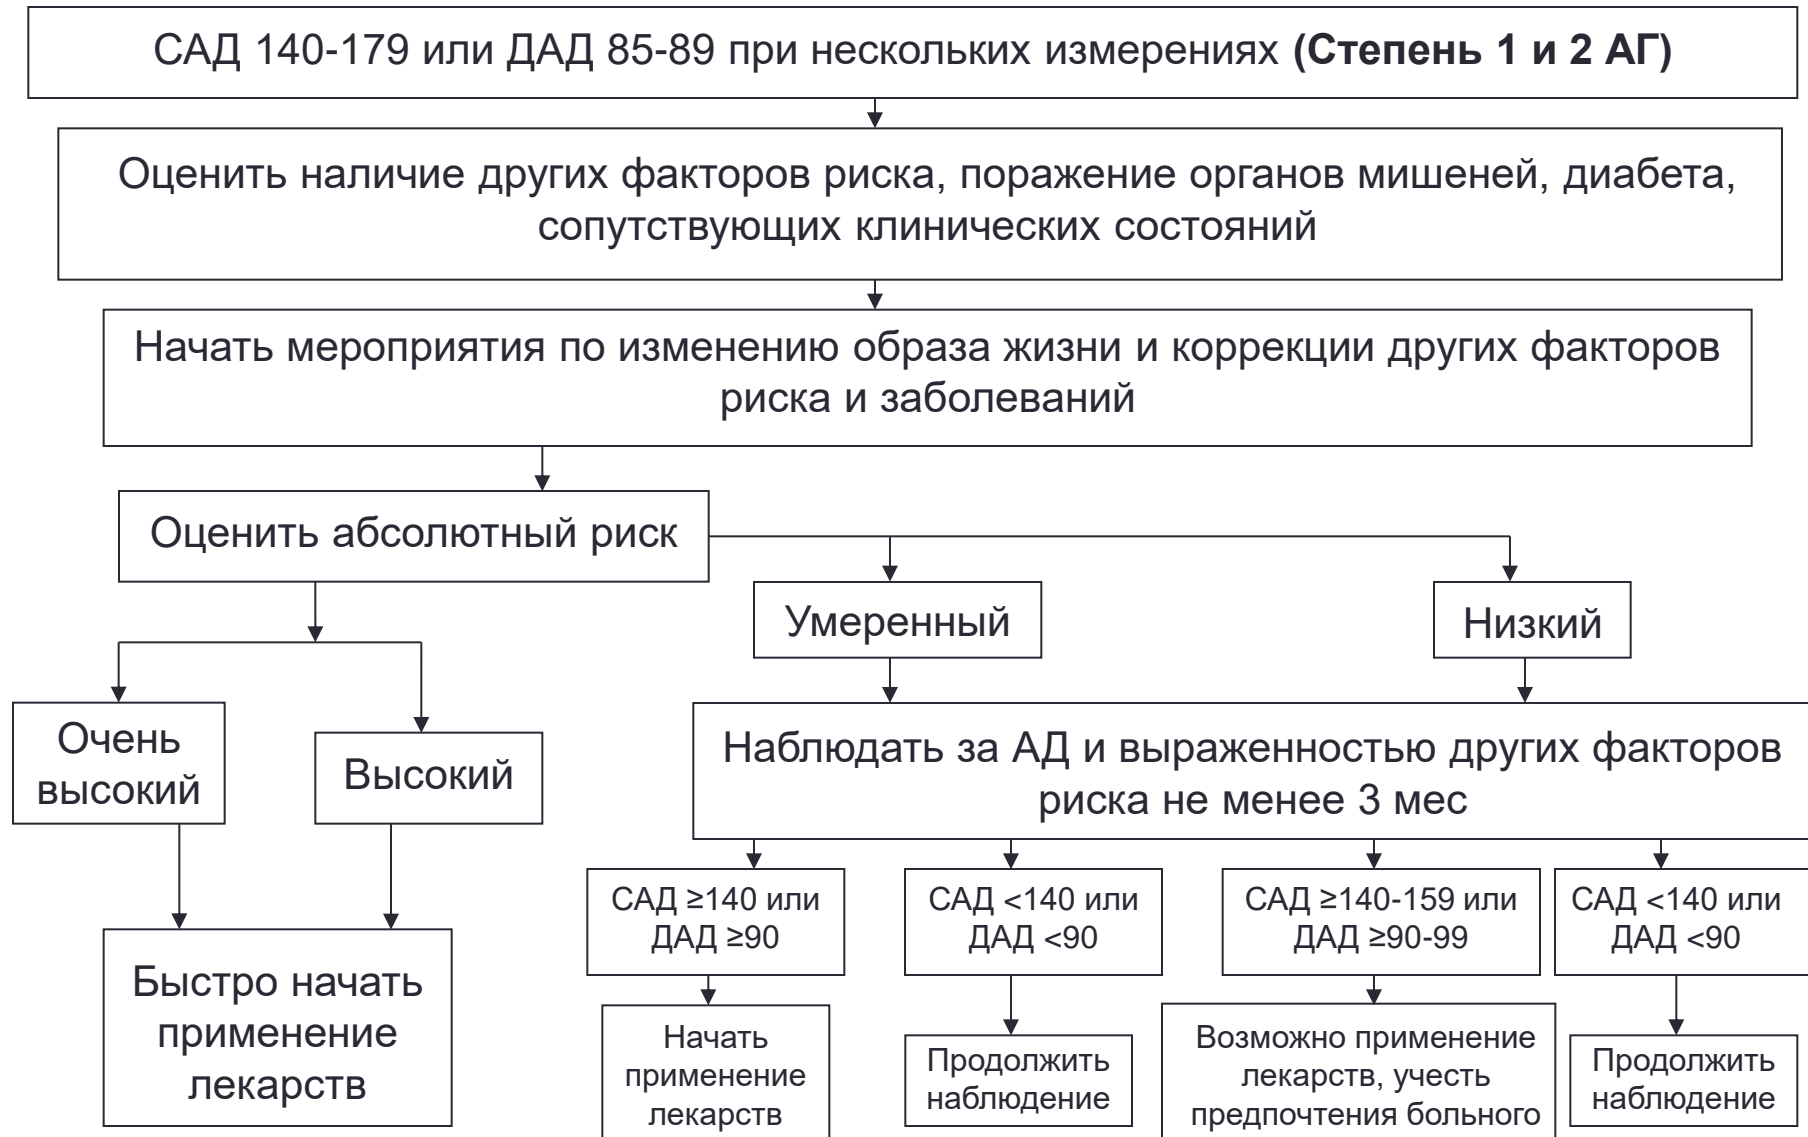 САД 140-179 или ДАД 85-89 при нескольких измерениях (Степень 1 и 2 АГ)
Оценить наличие других факторов риска, поражение органов мишеней, диабета,
сопутствующих клинических состояний
Начать мероприятия по изменению образа жизни и коррекции других факторов
риска и заболеваний
Оценить абсолютный риск
Умеренный
Низкий
Очень
высокий
Высокий
Наблюдать за АД и выраженностью других факторов
риска не менее 3 мес
САД ≥140 или
ДАД ≥90
САД <140 или
ДАД <90
САД ≥140-159 или
ДАД ≥90-99
САД <140 или
ДАД <90
Быстро начать
применение
лекарств
Начать
применение
лекарств
Продолжить
наблюдение
Возможно применение
лекарств, учесть
предпочтения больного
Продолжить
наблюдение